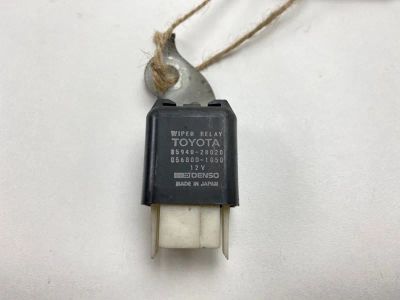 WIPER RELAY
TOYOTA
85940-28020
056800-1050
12V
DENSO
MADE IN JAPAN